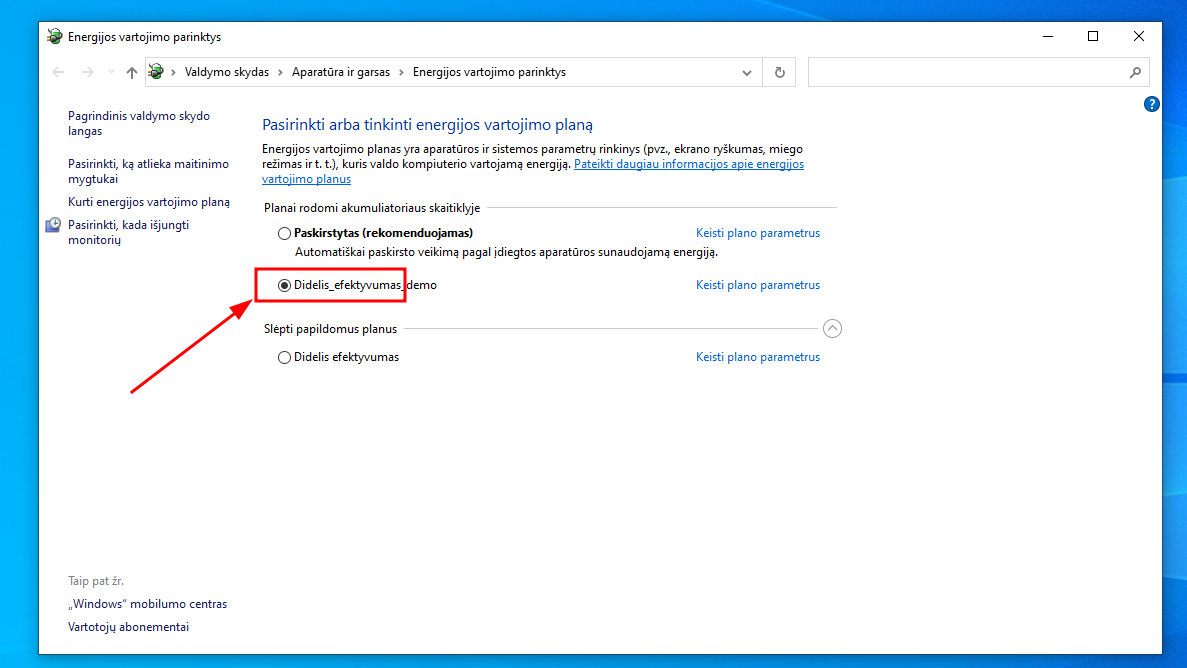 Energijos vartojimo parinktys
Valdymo skydas
Aparatūra ir garsas
Energijos vartojimo parinktys
?
Pagrindinis valdymo skydo
langas
Pasirinkti, ką atlieka maitinimo
mygtukai
Kurti energijos vartojimo planą
Pasirinkti, kada išjungti
monitorių
Pasirinkti arba tinkinti energijos vartojimo planą
Energijos vartojimo planas yra aparatūros ir sistemos parametrų rinkinys (pvz., ekrano ryškumas, miego
režimas ir t. t.), kuris valdo kompiuterio vartojamą energiją. Pateikti daugiau informacijos apie energijos
vartojimo planus
Planai rodomi akumuliatoriaus skaitiklyje
Paskirstytas (rekomenduojamas) Keisti plano parametrus
Automatiškai paskirsto veikimą pagal įdiegtos aparatūros sunaudojamą energiją.
Didelis_efektyvumas_demo Keisti plano parametrus
Slėpti papildomus planus
Didelis efektyvumas Keisti plano parametrus
Taip pat žr.
„Windows“ mobilumo centras
Vartotojų abonementai